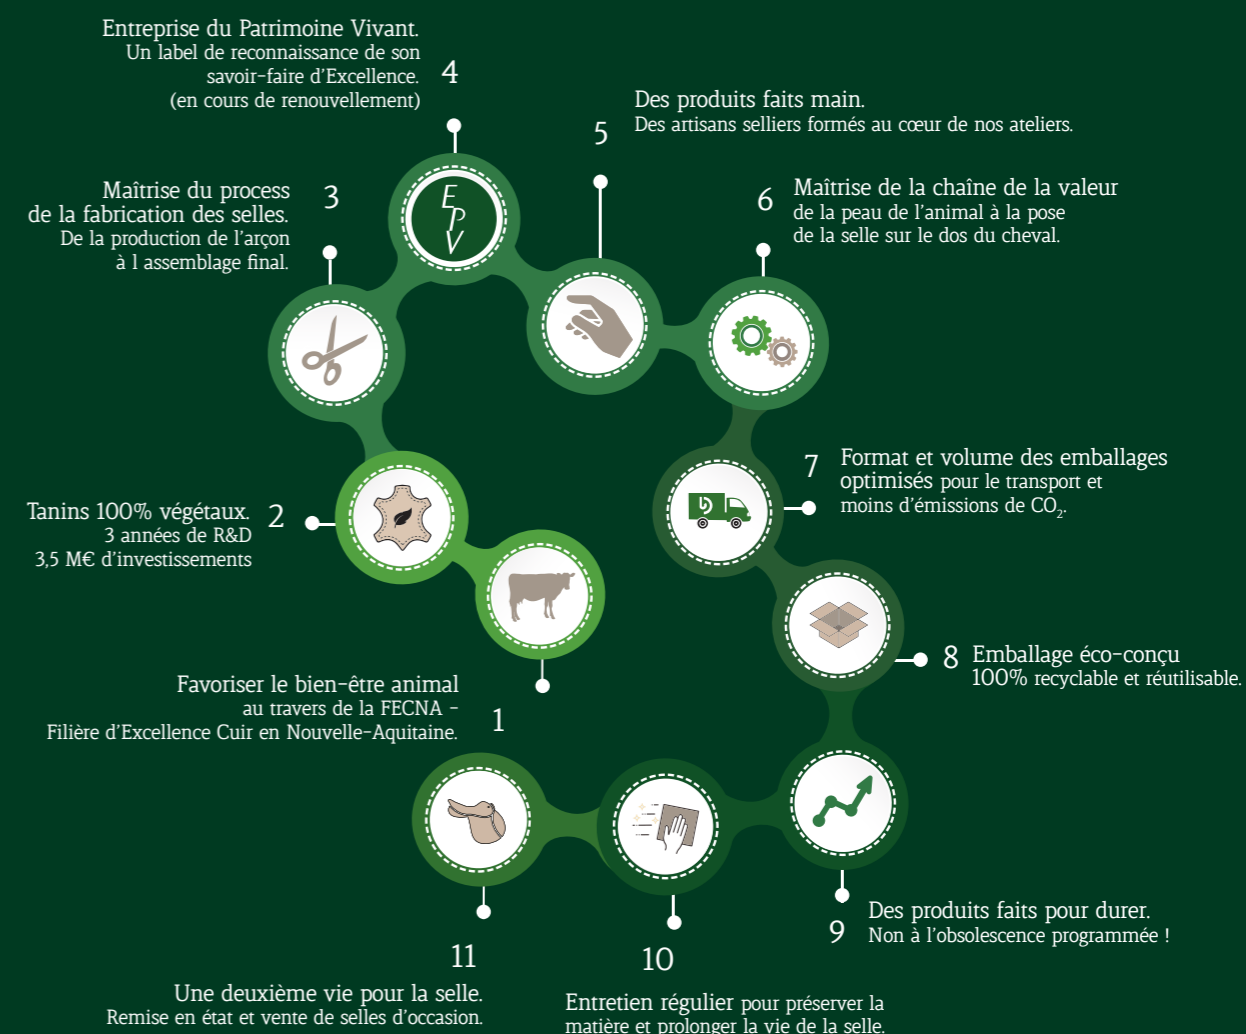 Entreprise du Patrimoine Vivant.
Un label de reconnaissance de son
savoir-faire d'Excellence.
(en cours de renouvellement)
4
E
P
V
5
Des produits faits main.
Des artisans selliers formés au cœur de nos ateliers.
Maîtrise du process
de la fabrication des selles.
De la production de l'arçon
à l assemblage final.
3
6
Maîtrise de la chaîne de la valeur
de la peau de l'animal à la pose
de la selle sur le dos du cheval.
7
Format et volume des emballages
optimisés pour le transport et
moins d'émissions de CO₂.
Tanins 100% végétaux.
3 années de R&D
3,5 M€ d'investissements
2
8
Emballage éco-conçu
100% recyclable et réutilisable.
Favoriser le bien-être animal
au travers de la FECNA -
Filière d'Excellence Cuir en Nouvelle-Aquitaine.
1
9
Des produits faits pour durer.
Non à l'obsolescence programmée !
11
Une deuxième vie pour la selle.
Remise en état et vente de selles d'occasion.
10
Entretien régulier pour préserver la
matière et prolonger la vie de la selle.